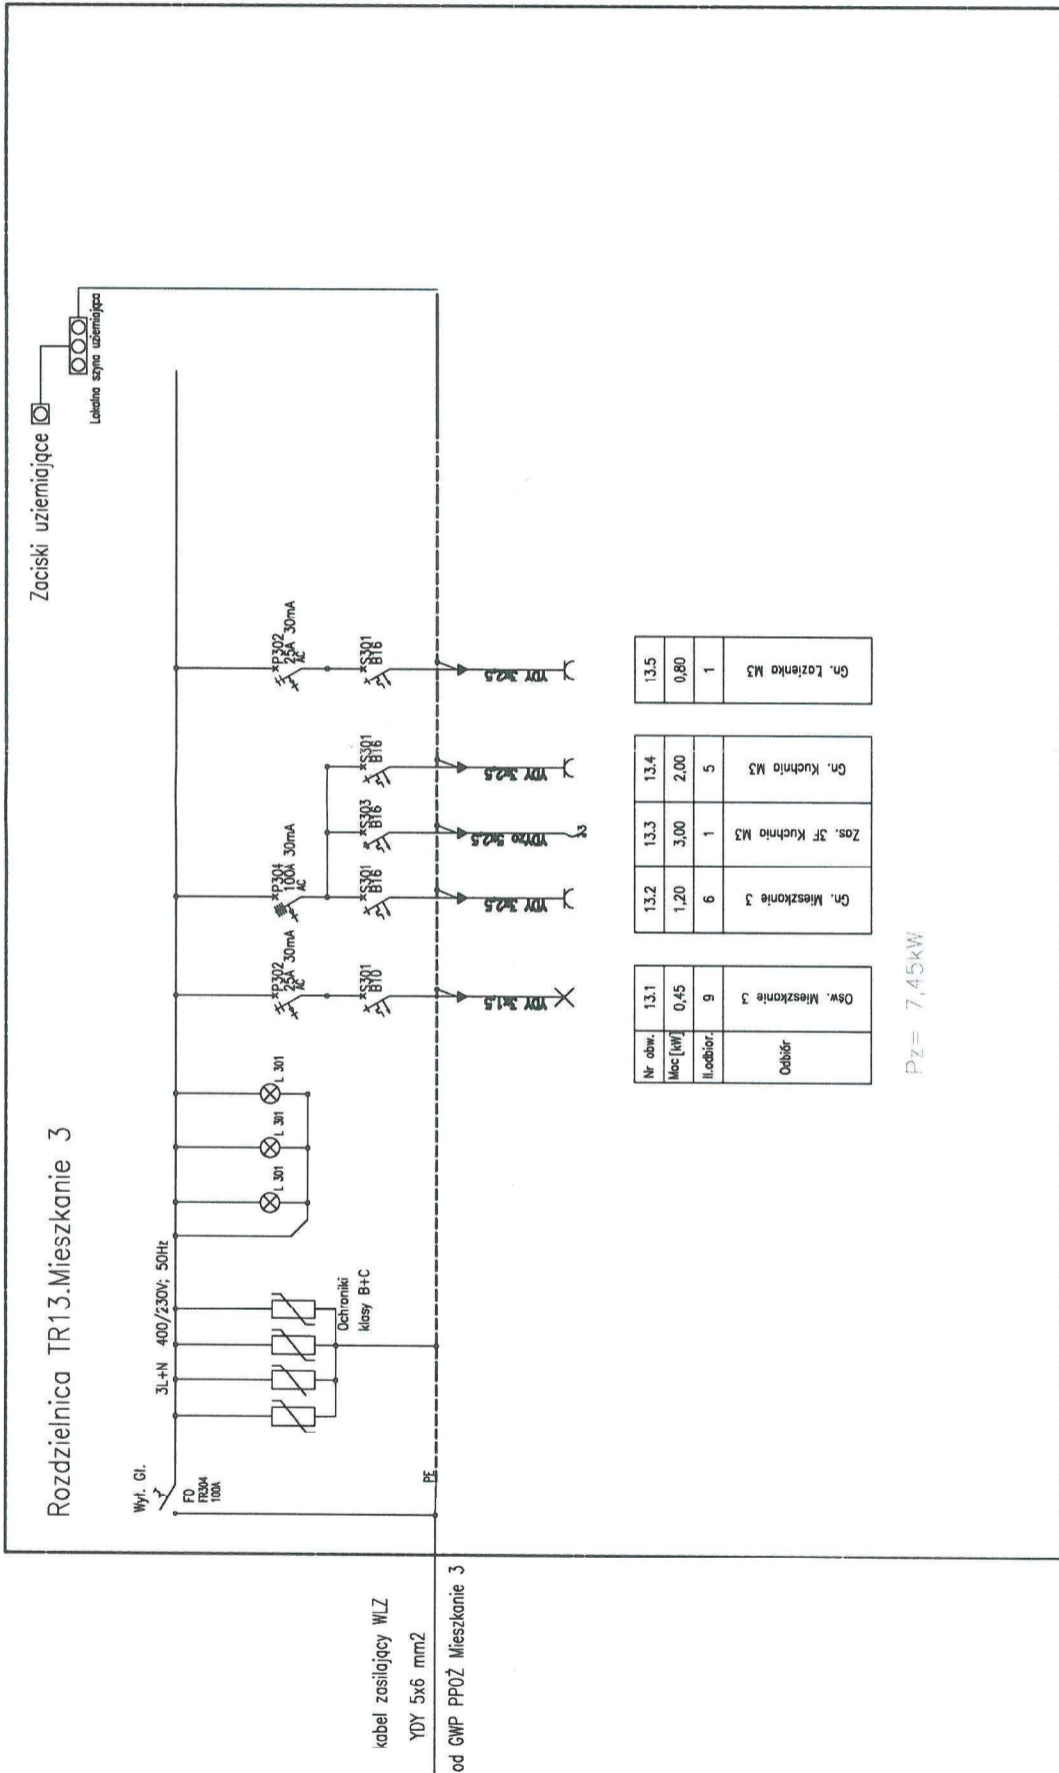 Rozdzielnica TR13.Mieszkanie 3
Zaciski uziemiające
Lokalna szyna uziemiająca
Wył. Gł.
F0
FR304
100A
3L+N 400/230V; 50Hz
Ochroniki
klasy B+C
L 301
L 301
L 301
P302
25A 30mA
AC
P304
100A 30mA
AC
P302
25A 30mA
AC
S301
B10
S301
B16
S303
B16
S301
B16
S301
B16
PE
kabel zasilający WLZ
YDY 5x6 mm2
od GWP PPOŻ Mieszkanie 3
YDY 3x1,5
YDY 3x2,5
YDYżo 5x2,5
YDY 3x2,5
YDY 3x2,5
Nr obw. 13.1 13.2 13.3 13.4 13.5
Moc[kW] 0,45 1,20 3,00 2,00 0,80
Il.odbior. 9 6 1 5 1
Odbiór Ośw. Mieszkanie 3 Gn. Mieszkanie 3 Zas. 3F Kuchnia M3 Gn. Kuchnia M3 Gn. Łazienka M3
Pz= 7,45kW